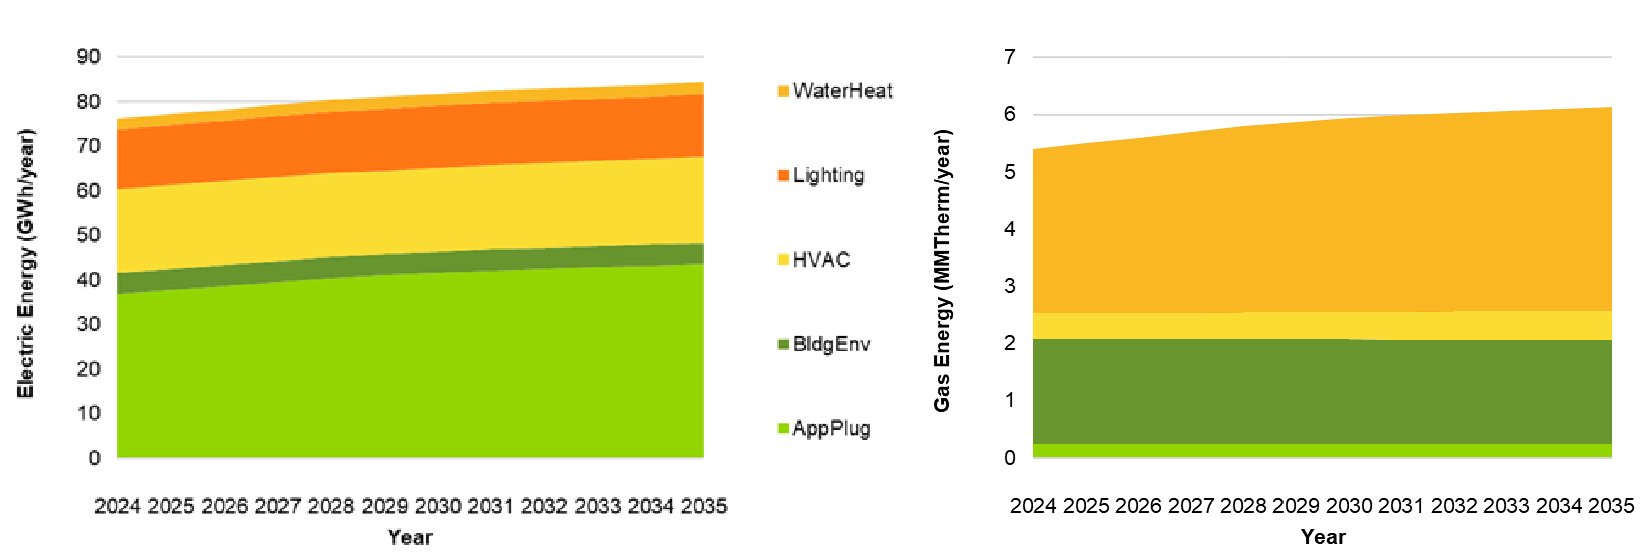 Electric Energy (GWh/year)
90
80
70
60
50
40
30
20
10
0
2024 2025 2026 2027 2028 2029 2030 2031 2032 2033 2034 2035
Year
WaterHeat
Lighting
HVAC
BldgEnv
AppPlug
Gas Energy (MMTherm/year)
7
6
5
4
3
2
1
0
2024 2025 2026 2027 2028 2029 2030 2031 2032 2033 2034 2035
Year